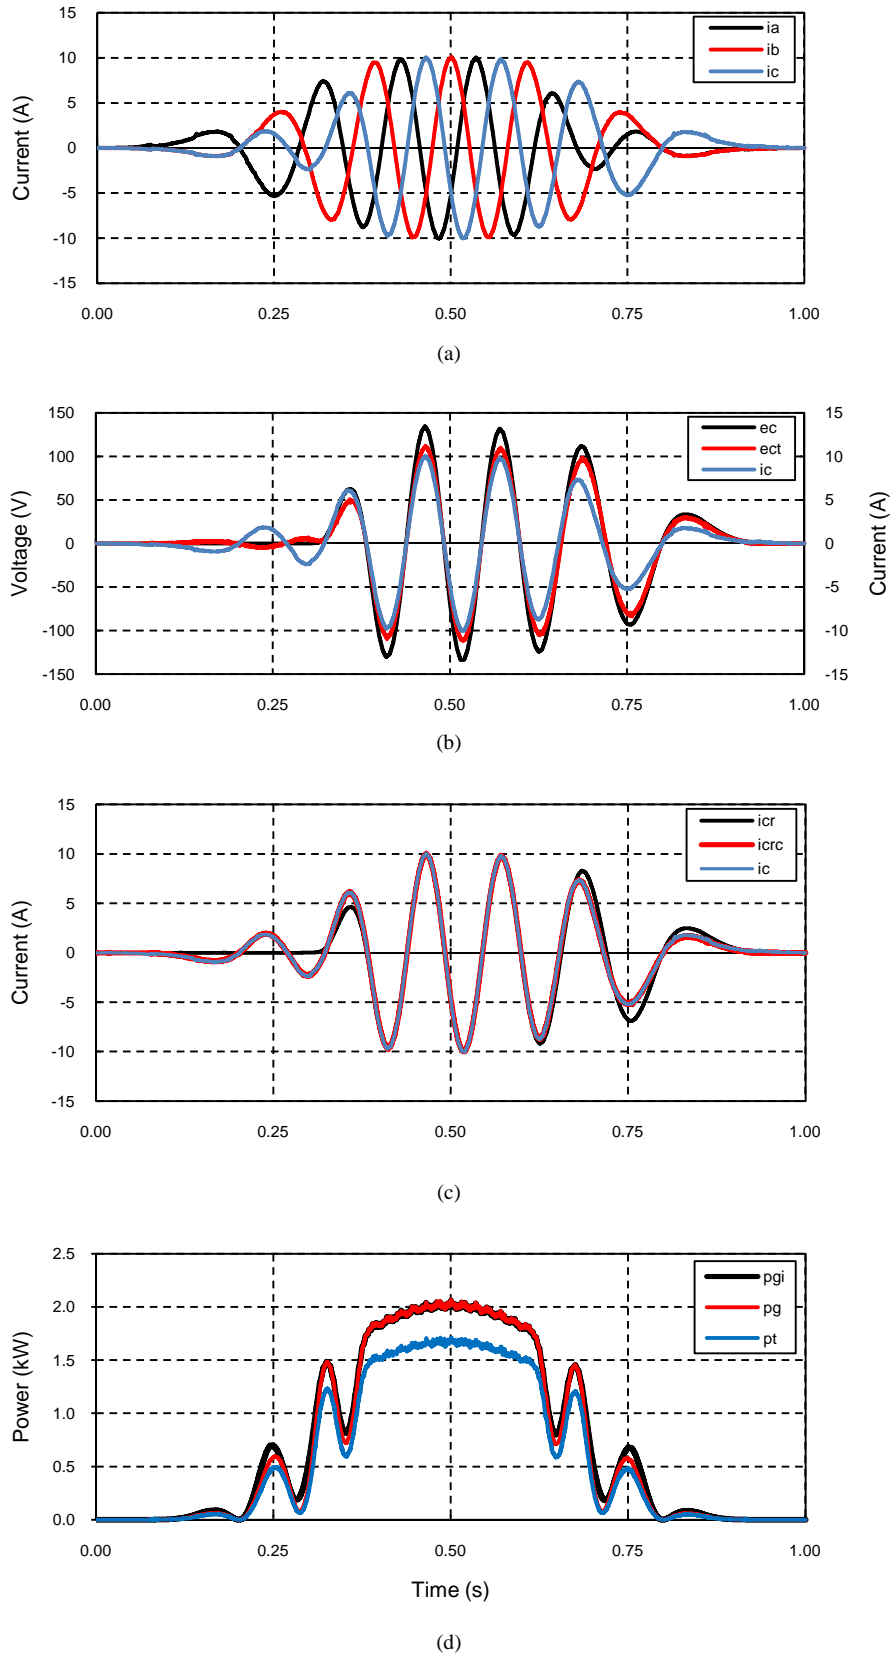 15
10
5
0
-5
-10
-15
Current (A)
ia
ib
ic
0.00 0.25 0.50 0.75 1.00
(a)
150
100
50
0
-50
-100
-150
Voltage (V)
ec
ect
ic
15
10
5
0
-5
-10
-15
Current (A)
0.00 0.25 0.50 0.75 1.00
(b)
15
10
5
0
-5
-10
-15
Current (A)
icr
icrc
ic
0.00 0.25 0.50 0.75 1.00
(c)
2.5
2.0
1.5
1.0
0.5
0.0
Power (kW)
pgi
pg
pt
0.00 0.25 0.50 0.75 1.00
Time (s)
(d)